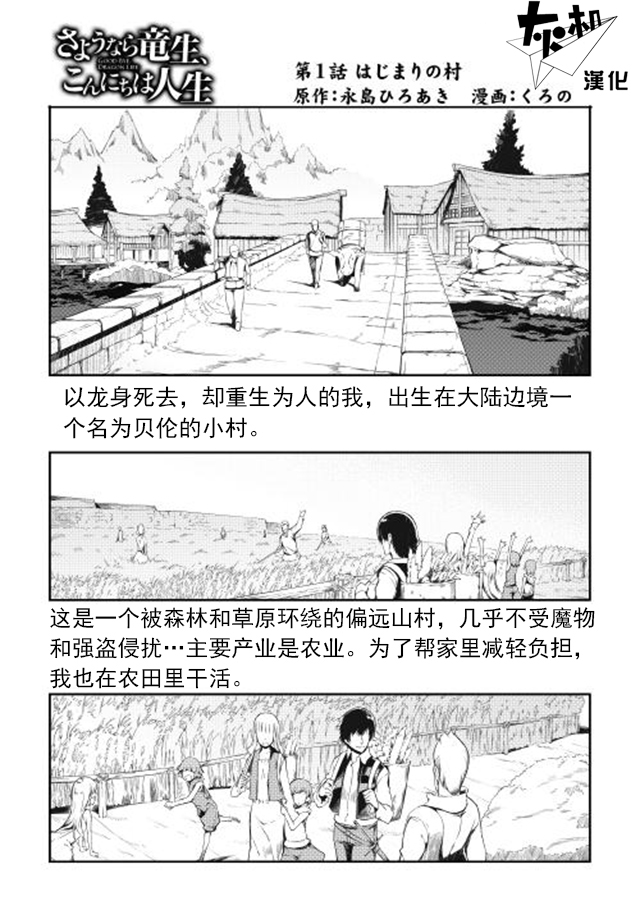 さようなら竜生、
GOOD BYE DRAGON LIFE
こんにちは人生
第1話 はじまりの村
原作：永島ひろあき 漫画：くろの
漢化
以龙身死去，却重生为人的我，出生在大陆边境一
个名为贝伦的小村。
这是一个被森林和草原环绕的偏远山村，几乎不受魔物
和强盗侵扰…主要产业是农业。为了帮家里减轻负担，
我也在农田里干活。